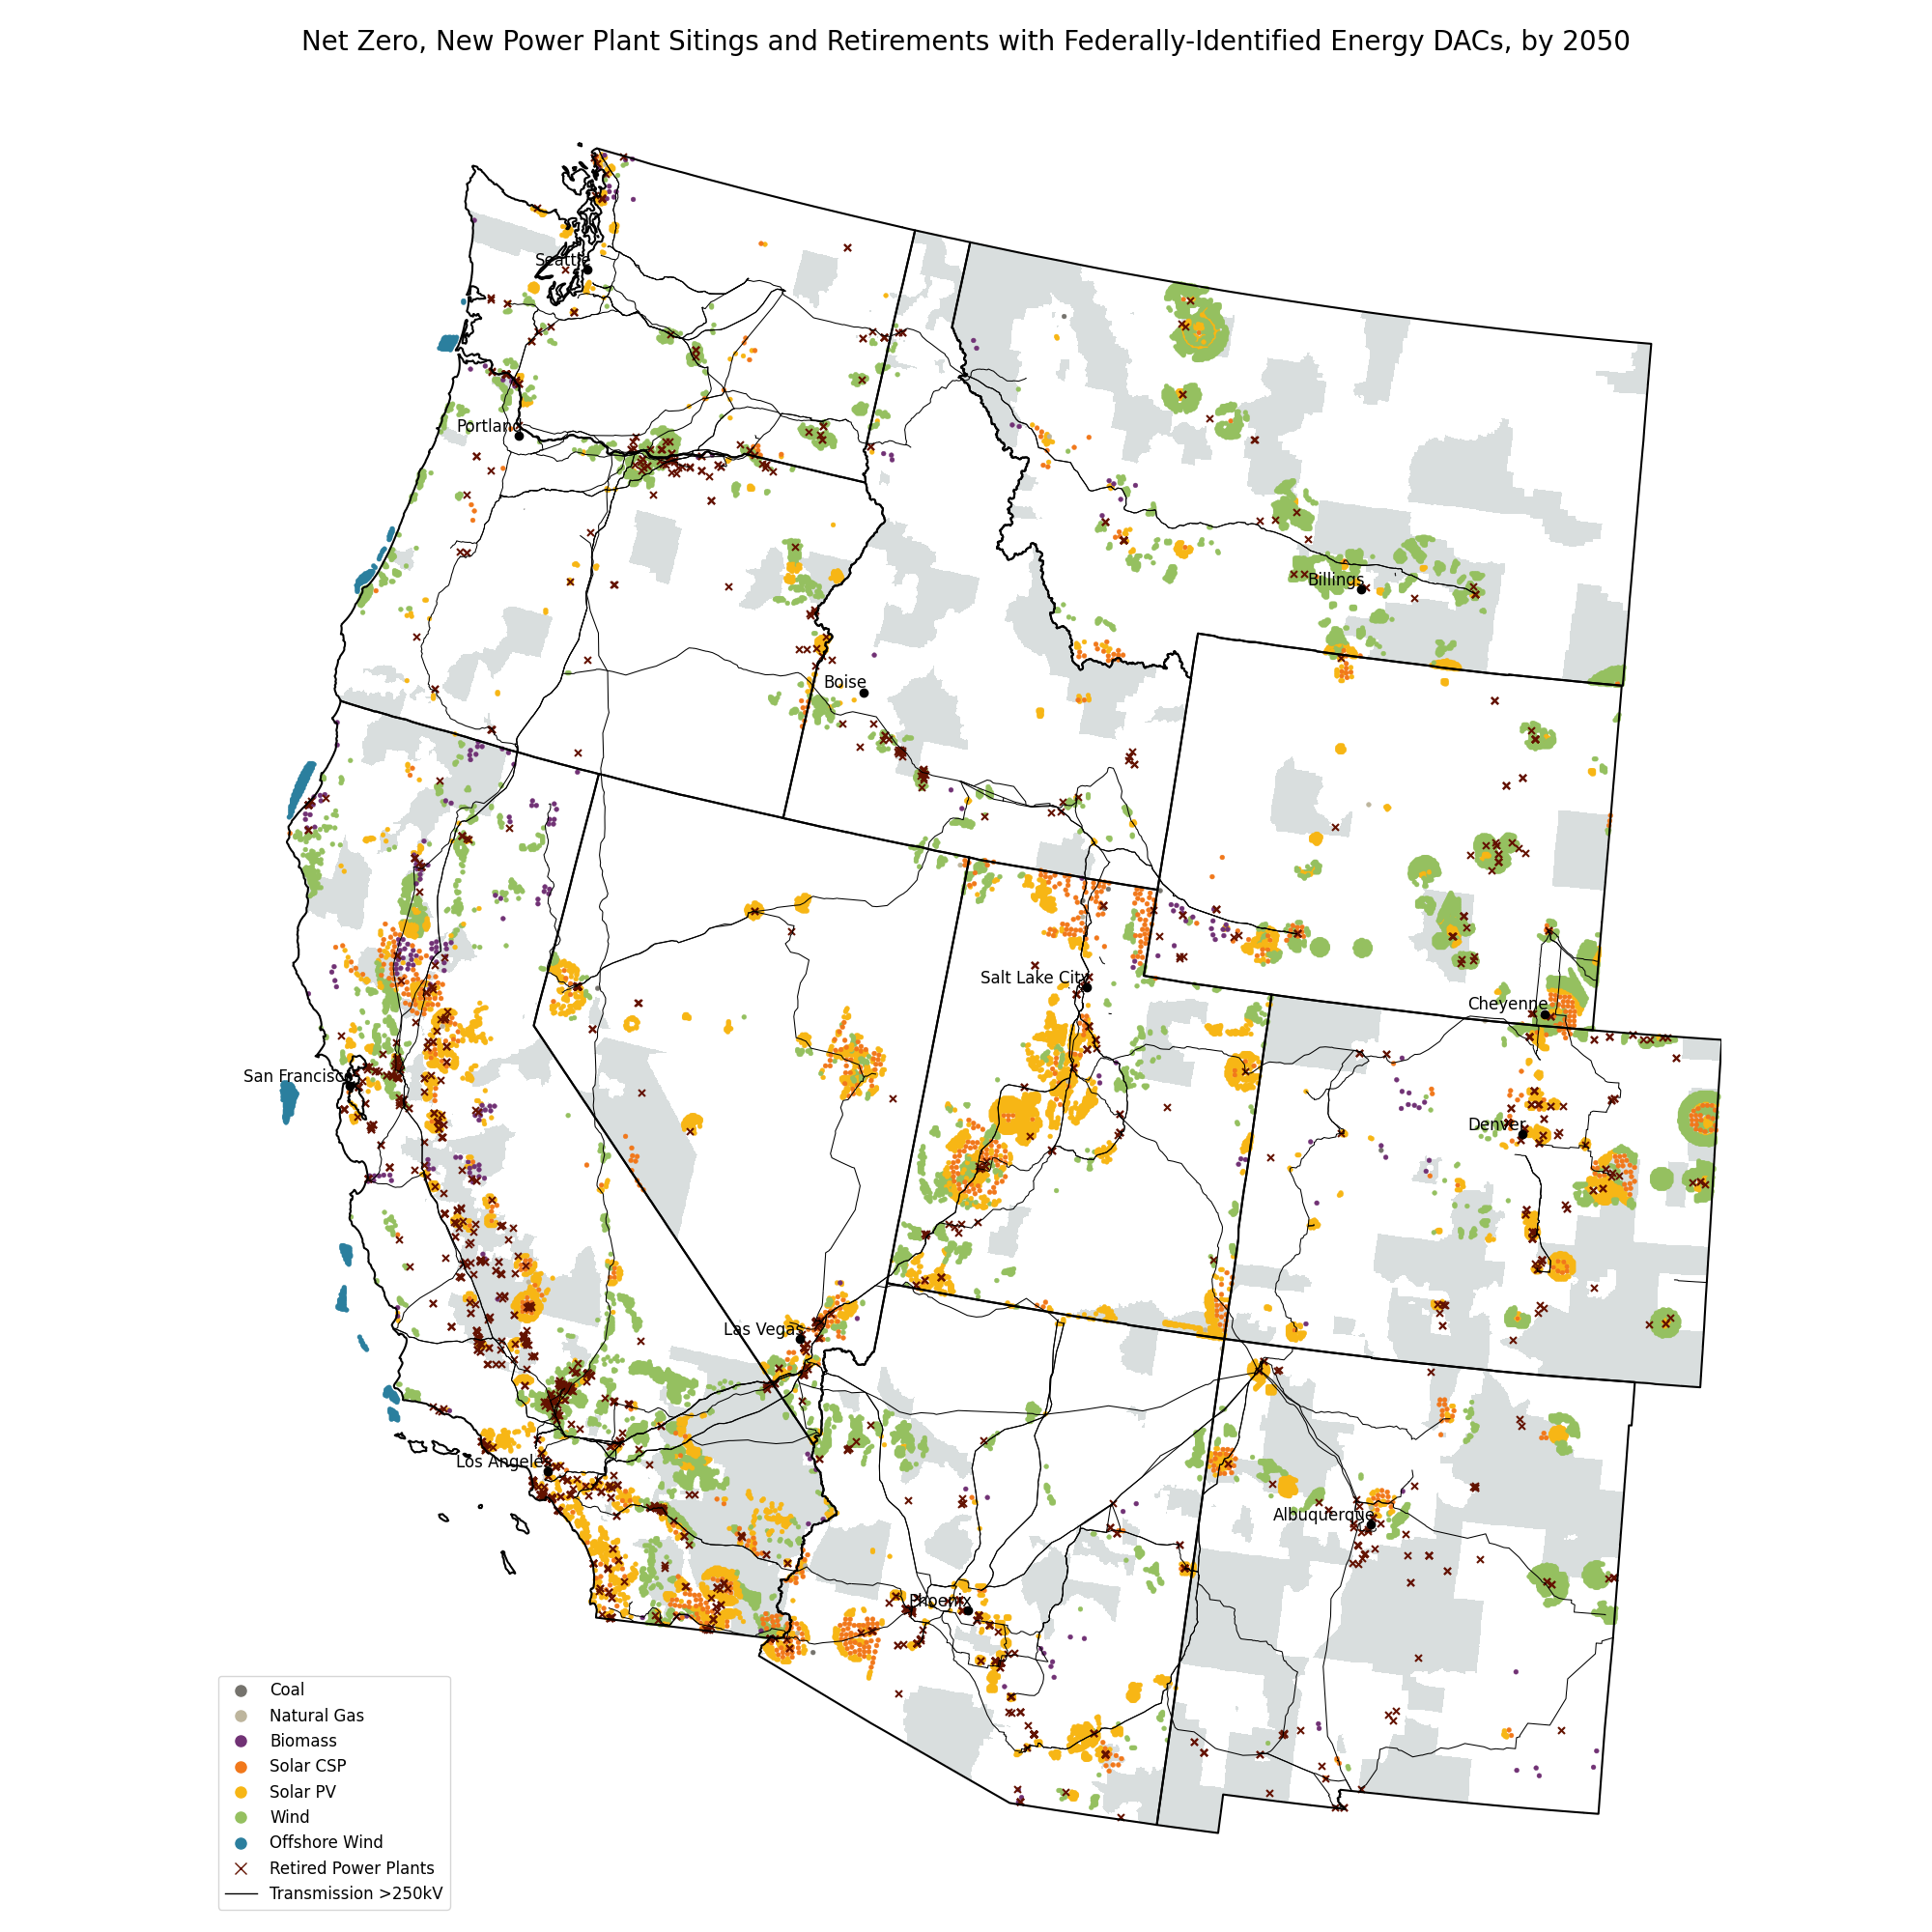 Net Zero, New Power Plant Sitings and Retirements with Federally-Identified Energy DACs, by 2050
Seattle
Portland
Billings
Boise
Salt Lake City
Cheyenne
San Francisco
Denver
Las Vegas
Los Angeles
Albuquerque
Phoenix
Coal
Natural Gas
Biomass
Solar CSP
Solar PV
Wind
Offshore Wind
Retired Power Plants
Transmission >250kV